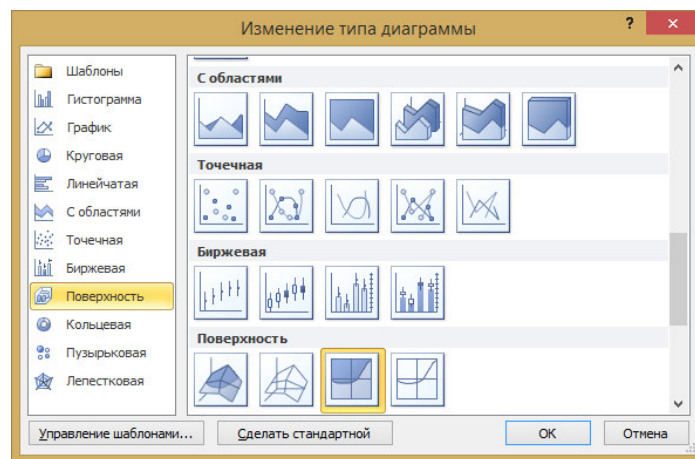 Изменение типа диаграммы
?
×
Шаблоны
Гистограмма
График
Круговая
Линейчатая
С областями
Точечная
Биржевая
Поверхность
Кольцевая
Пузырьковая
Лепестковая
С областями
Точечная
Биржевая
Поверхность
Управление шаблонами...
Сделать стандартной
ОК
Отмена